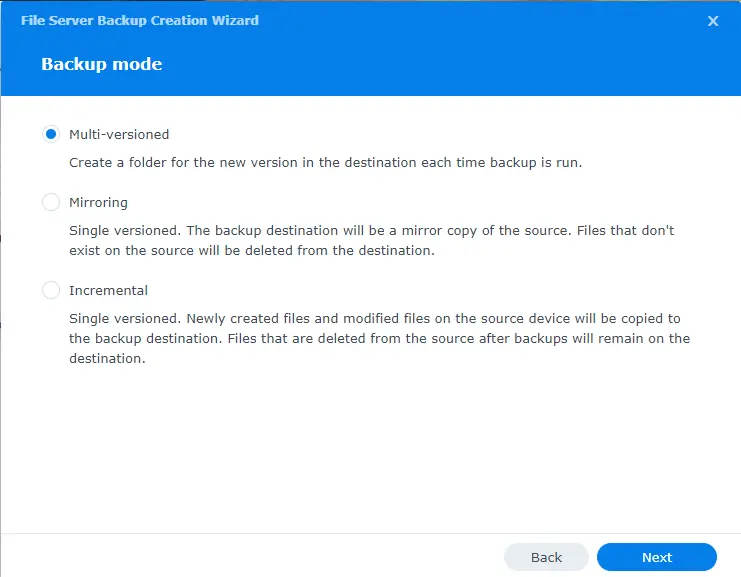 File Server Backup Creation Wizard
Backup mode
Multi-versioned
Create a folder for the new version in the destination each time backup is run.
Mirroring
Single versioned. The backup destination will be a mirror copy of the source. Files that don't
exist on the source will be deleted from the destination.
Incremental
Single versioned. Newly created files and modified files on the source device will be copied to
the backup destination. Files that are deleted from the source after backups will remain on the
destination.
Back
Next